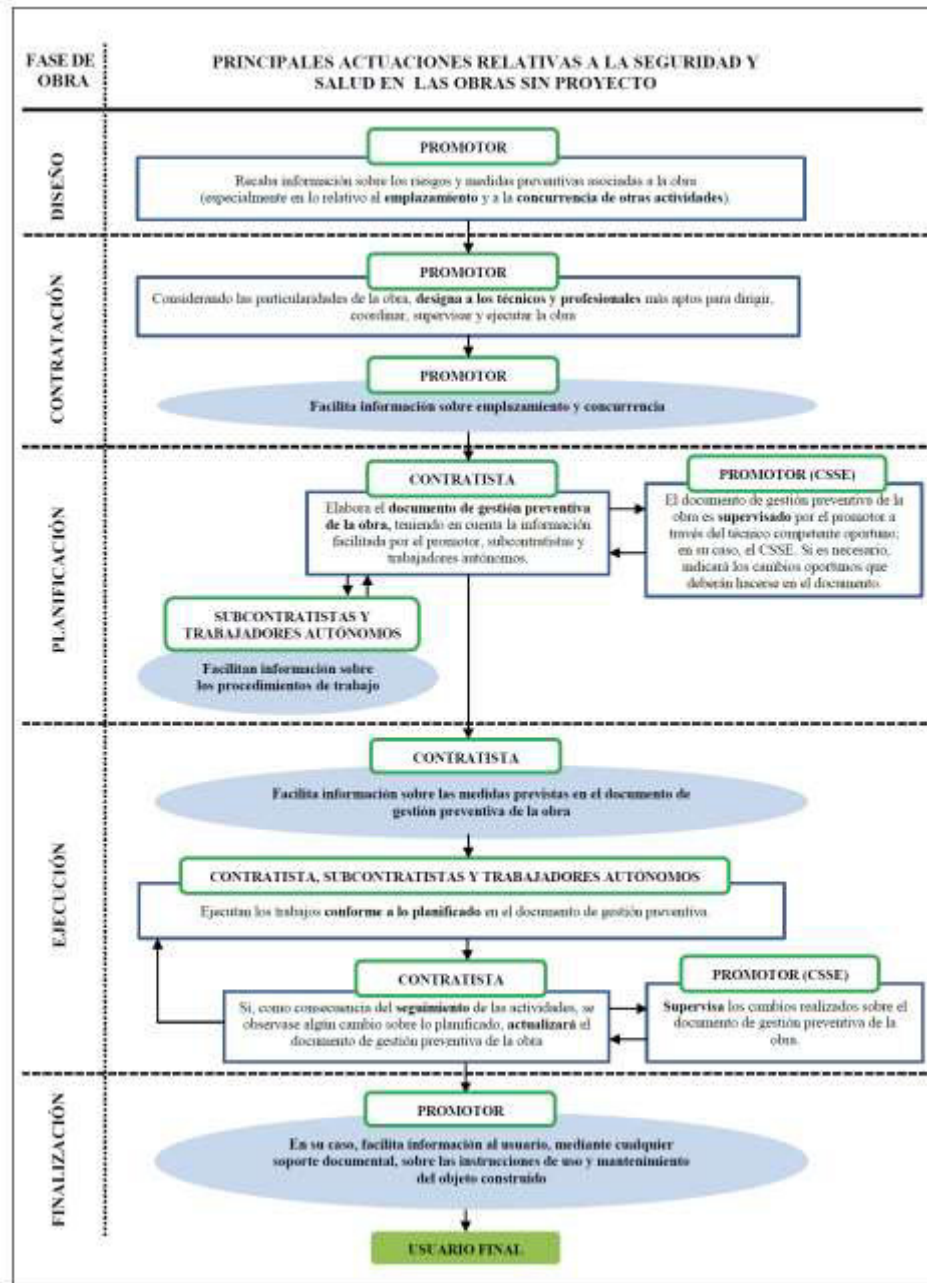 FASE DE
OBRA
PRINCIPALES ACTUACIONES RELATIVAS A LA SEGURIDAD Y
SALUD EN LAS OBRAS SIN PROYECTO
DISEÑO
PROMOTOR
Recaba información sobre los riesgos y medidas preventivas asociadas a la obra
(especialmente en lo relativo al emplazamiento y a la concurrencia de otras actividades).
CONTRATACIÓN
PROMOTOR
Considerando las particularidades de la obra, designa a los técnicos y profesionales más aptos para dirigir,
coordinar, supervisar y ejecutar la obra
PROMOTOR
Facilita información sobre emplazamiento y concurrencia
PLANIFICACIÓN
CONTRATISTA
Elabora el documento de gestión preventiva
de la obra, teniendo en cuenta la información
facilitada por el promotor, subcontratistas y
trabajadores autónomos.
PROMOTOR (CSSE)
El documento de gestión preventiva de la
obra es supervisado por el promotor a
través del técnico competente oportuno;
en su caso, el CSSE. Si es necesario,
indicará los cambios oportunos que
deberán hacerse en el documento.
SUBCONTRATISTAS Y
TRABAJADORES AUTÓNOMOS
Facilitan información sobre
los procedimientos de trabajo
EJECUCIÓN
CONTRATISTA
Facilita información sobre las medidas previstas en el documento de
gestión preventiva de la obra
CONTRATISTA, SUBCONTRATISTAS Y TRABAJADORES AUTÓNOMOS
Ejecutan los trabajos conforme a lo planificado en el documento de gestión preventiva.
CONTRATISTA
Si, como consecuencia del seguimiento de las actividades, se
observase algún cambio sobre lo planificado, actualizará el
documento de gestión preventiva de la obra
PROMOTOR (CSSE)
Supervisa los cambios realizados sobre el
documento de gestión preventiva de la
obra.
FINALIZACIÓN
PROMOTOR
En su caso, facilita información al usuario, mediante cualquier
soporte documental, sobre las instrucciones de uso y mantenimiento
del objeto construido
USUARIO FINAL